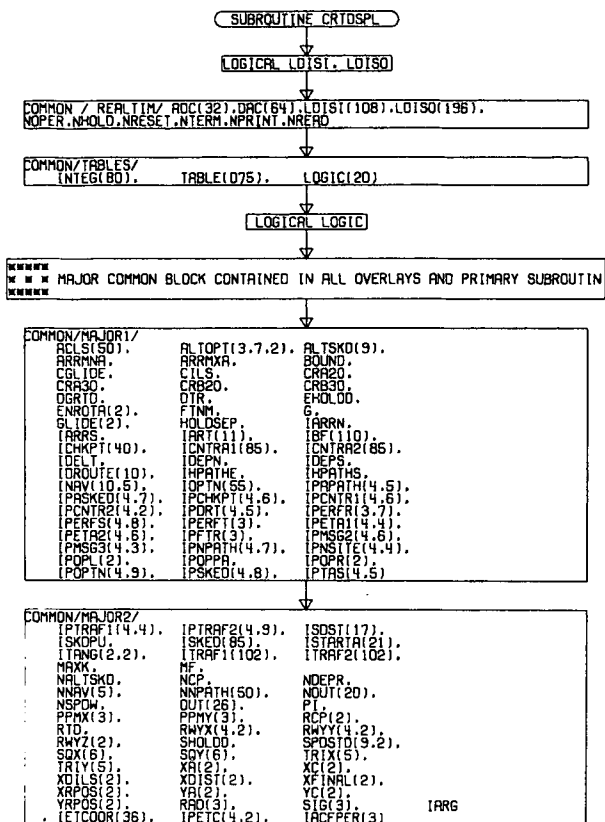 SUBROUTINE CRTDSPL
LOGICAL LDISI, LDISO
COMMON / REALTIM/ ADC(32).DAC(64).LDISI(108).LDISO(196).
NOPER.NHOLD.NRESET.NTERM.NPRINT.NREAD
COMMON/TABLES/
INTEG(80). TABLE(075). LOGIC(20)
LOGICAL LOGIC
*****
* * * MAJOR COMMON BLOCK CONTAINED IN ALL OVERLAYS AND PRIMARY SUBROUTIN
*****
COMMON/MAJOR1/
ACLS(50). ALTOPT(3.7.2). ALTSKD(9).
ARRMNA. ARRMXA. BOUND.
CGLIDE. CILS. CRA20.
CRA30. CRB20. CRB30.
DGRTD. DTR. EHOLDD.
ENROTA(2). FTNM. G.
GLIDE(2). HOLDSEP. IARRN.
IARRS. IART(11). IBF(110).
ICHKPT(40). ICNTRA1(85). ICNTRA2(85).
IDELT. IDEPN. IDEPS.
IDROUTE(10). IHPATHE. IHPATHS.
INAV(10.5). IOPTN(55). IPAPATH(4.5).
IPASKED(4.7). IPCHKPT(4.6). IPCNTR1(4.6).
IPCNTR2(4.2). IPDRT(4.5). IPERFR(3.7).
IPERFS(4.8). IPERFT(3). IPETA1(4.4).
IPETA2(4.6). IPFTR(3). IPMSG2(4.6).
IPMSG3(4.3). IPNPATH(4.7). IPNSITE(4.4).
IPOPL(2). IPOPPA. IPOPR(2).
IPOPTN(4.9). IPSKED(4.8). IPTAS(4.5)
COMMON/MAJOR2/
IPTRAF1(4.4). IPTRAF2(4.9). ISDST(17).
ISKDPU. ISKED(85). ISTARTA(21).
ITANG(2.2). ITRAF1(102). ITRAF2(102).
MAXK. MF.
NALTSKD. NCP. NDEPR.
NNAV(5). NNPATH(50). NOUT(20).
NSPDW. OUT(26). PI.
PPMX(3). PPMY(3). RCP(2).
RTD. RWYX(4.2). RWYY(4.2).
RWYZ(2). SHOLDD. SPDSTD(9.2).
SQX(6). SQY(6). TRIX(5).
TRIY(5). XA(2). XC(2).
XDILS(2). XDIST(2). XFINAL(2).
XRPOS(2). YA(2). YC(2).
YRPOS(2). RAD(3). SIG(3). IARG
. IETCOOR(36). IPETC(4.2). IACFPER(3)